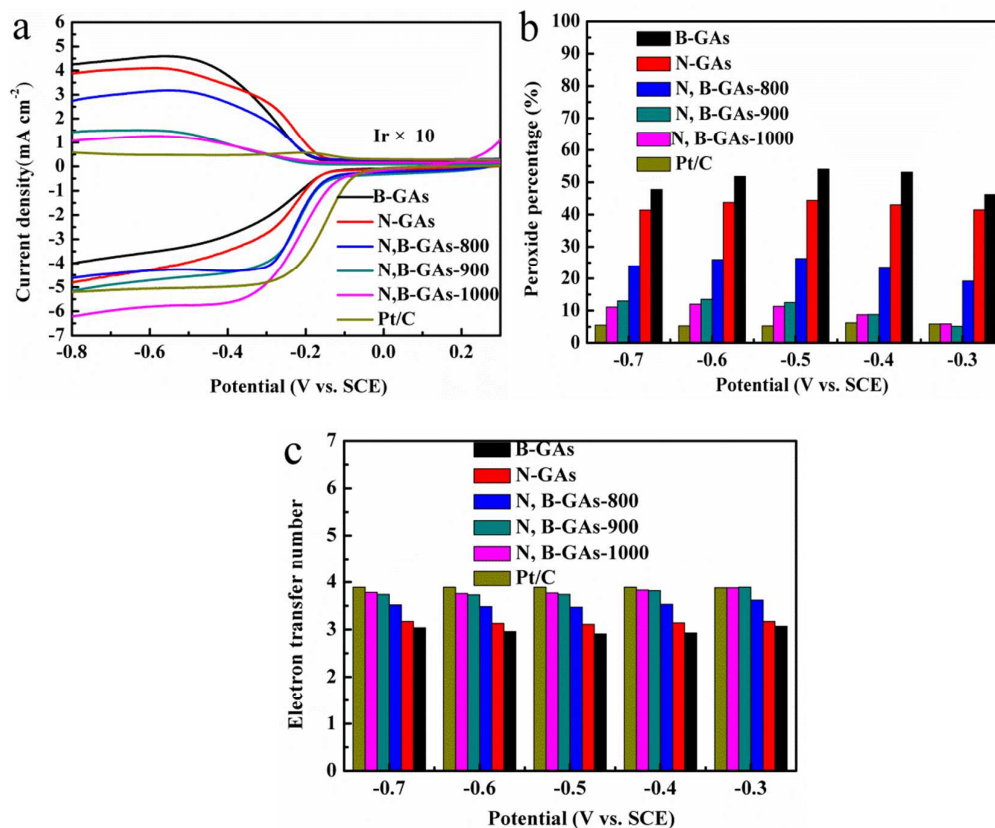 a
6
5
4
3
2
1
0
-1
-2
-3
-4
-5
-6
-7
Current density(mA cm⁻²)
Ir × 10
B-GAs
N-GAs
N,B-GAs-800
N,B-GAs-900
N,B-GAs-1000
Pt/C
-0.8 -0.6 -0.4 -0.2 0.0 0.2
Potential (V vs. SCE)
b
100
90
80
70
60
50
40
30
20
10
0
Peroxide percentage (%)
B-GAs
N-GAs
N, B-GAs-800
N, B-GAs-900
N, B-GAs-1000
Pt/C
-0.7 -0.6 -0.5 -0.4 -0.3
Potential (V vs. SCE)
c
7
6
5
4
3
2
1
0
Electron transfer number
B-GAs
N-GAs
N, B-GAs-800
N, B-GAs-900
N, B-GAs-1000
Pt/C
-0.7 -0.6 -0.5 -0.4 -0.3
Potential (V vs. SCE)